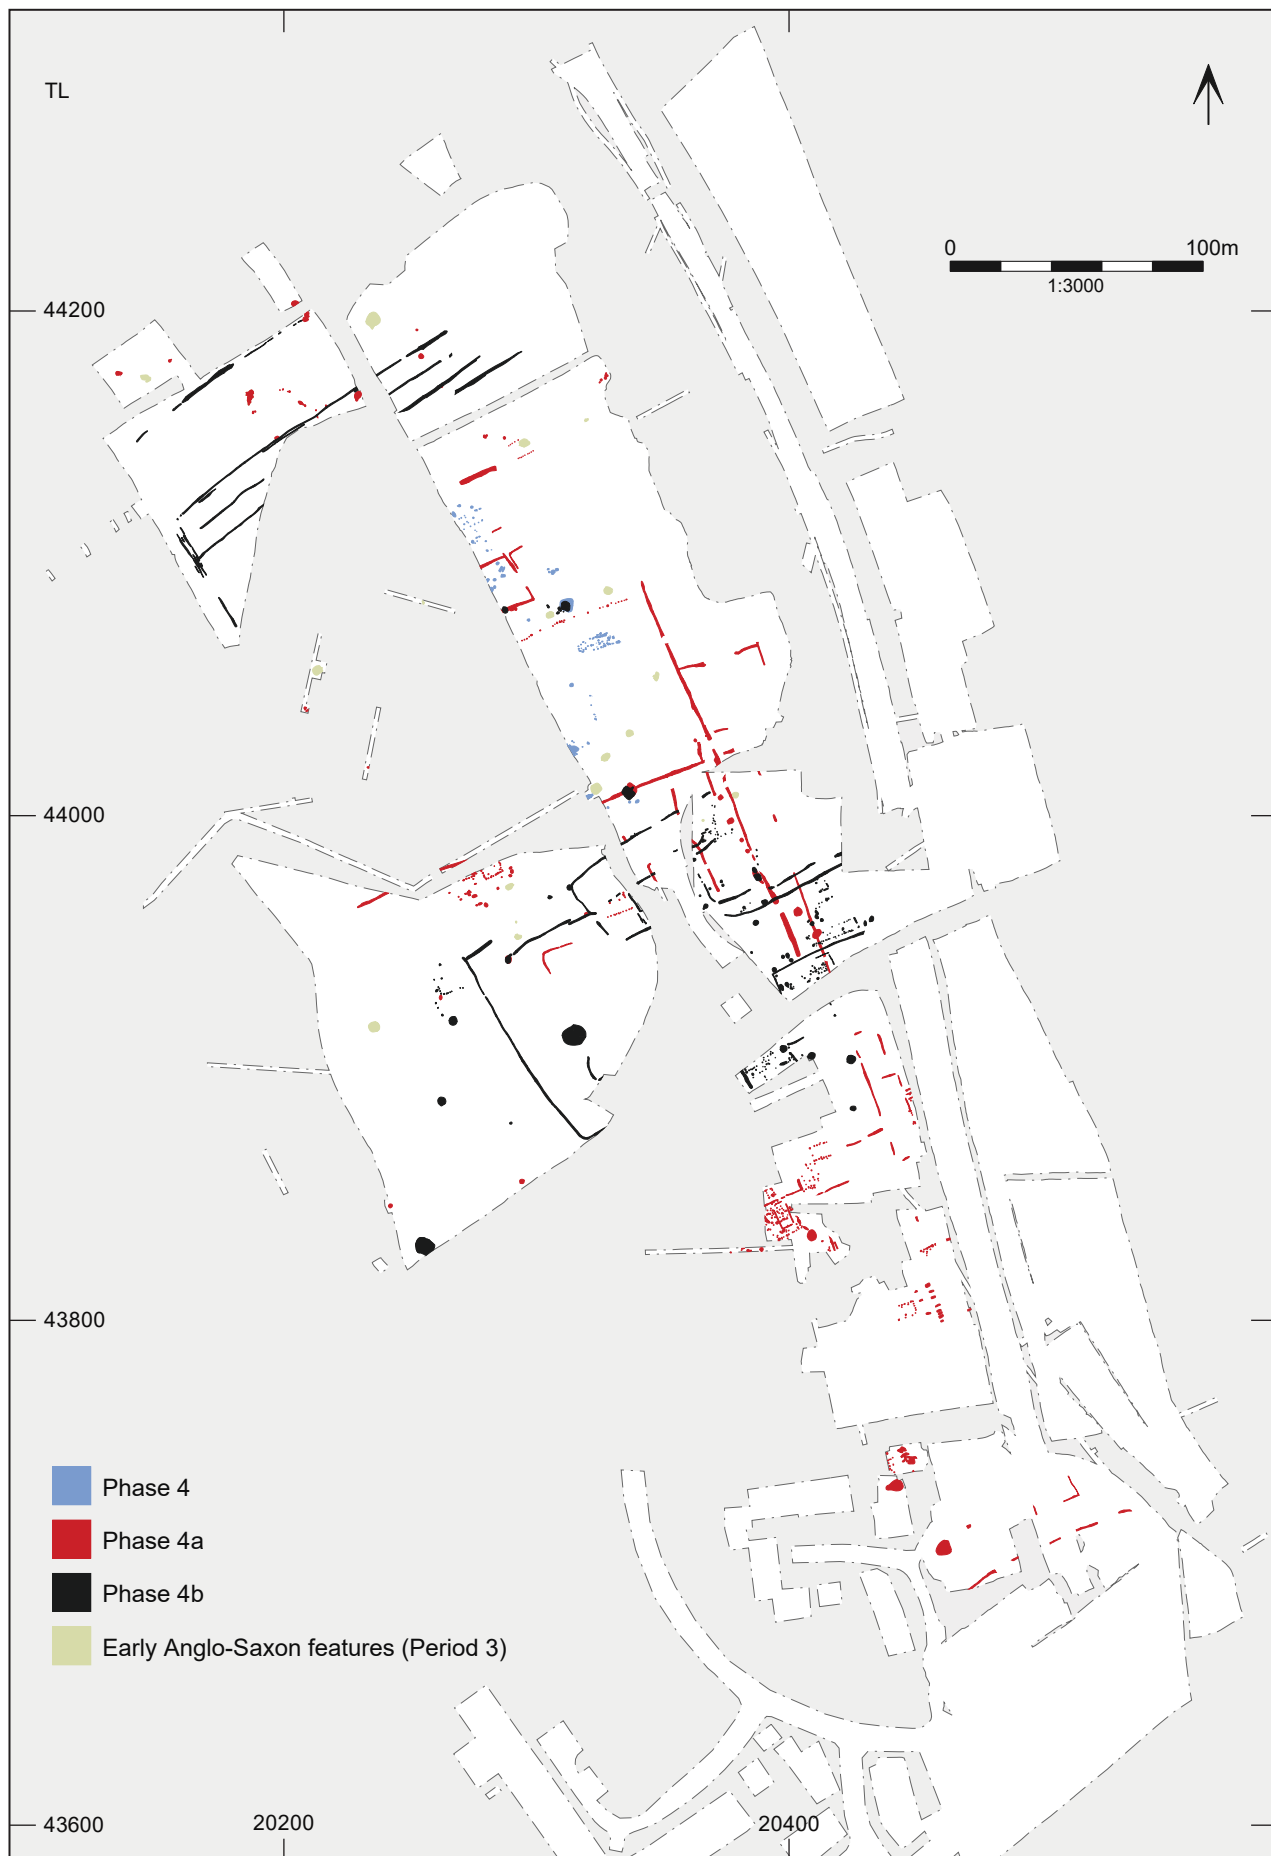 TL
0 100m
1:3000
44200
44000
43800
Phase 4
Phase 4a
Phase 4b
Early Anglo-Saxon features (Period 3)
43600 20200 20400